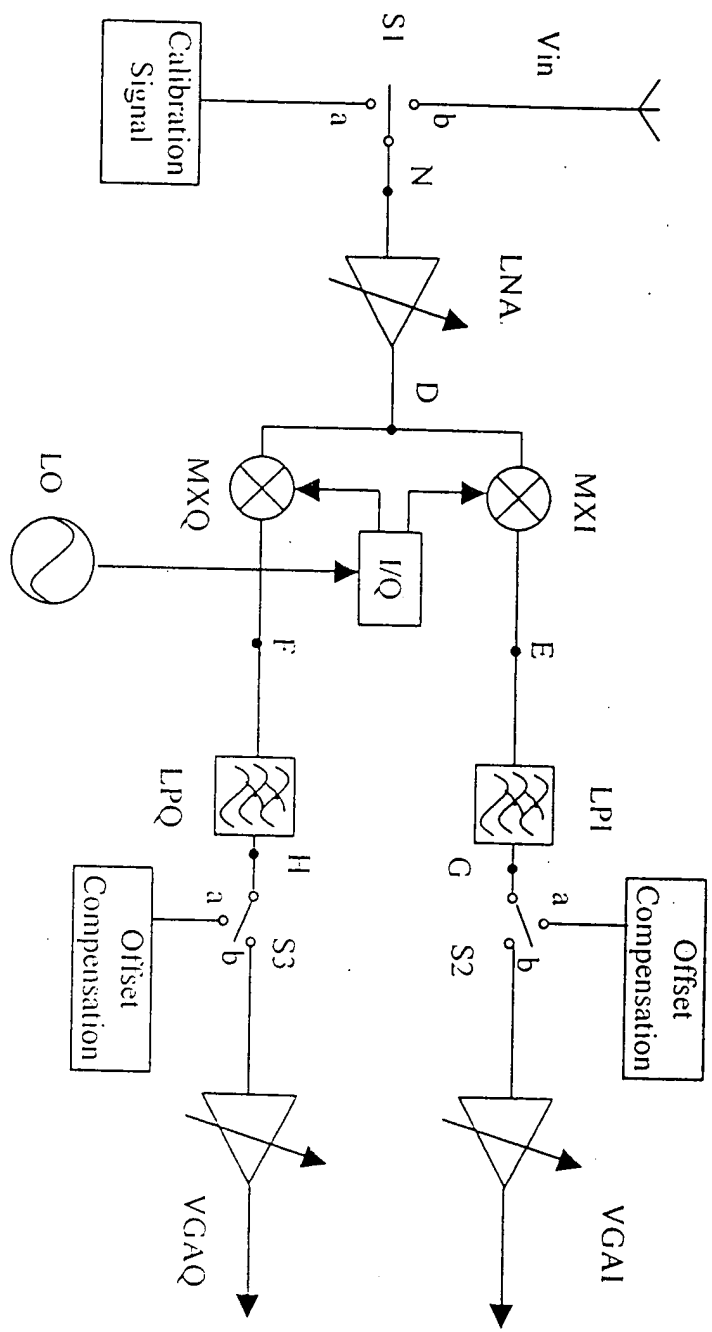 Offset
Compensation
MXI
LPI
VGAI
Vin
a
E
b
LNA
S2
G
b
D
N
S1
I/Q
a
H
F
S3
b
a
MXQ
VGAQ
LPQ
Calibration
Signal
Offset
Compensation
LO